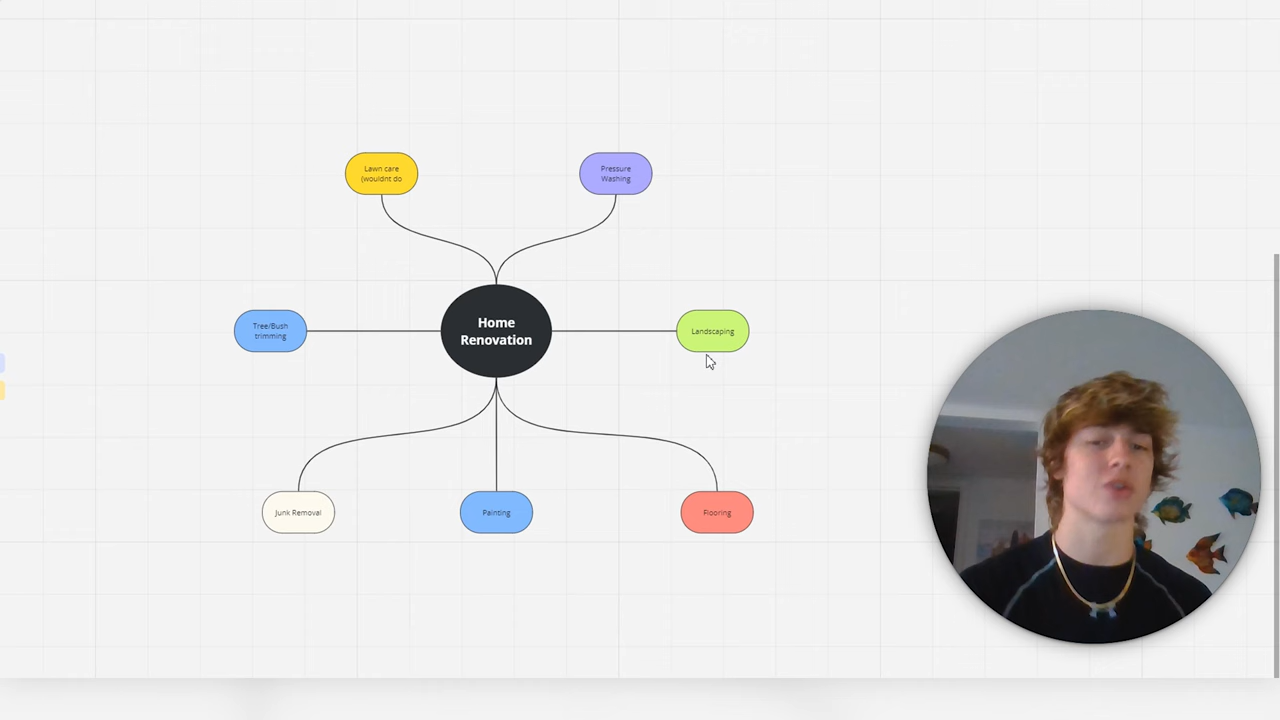 Lawn care
(wouldnt do
Pressure
Washing
Tree/Bush
trimming
Home
Renovation
Landscaping
Junk Removal
Painting
Flooring